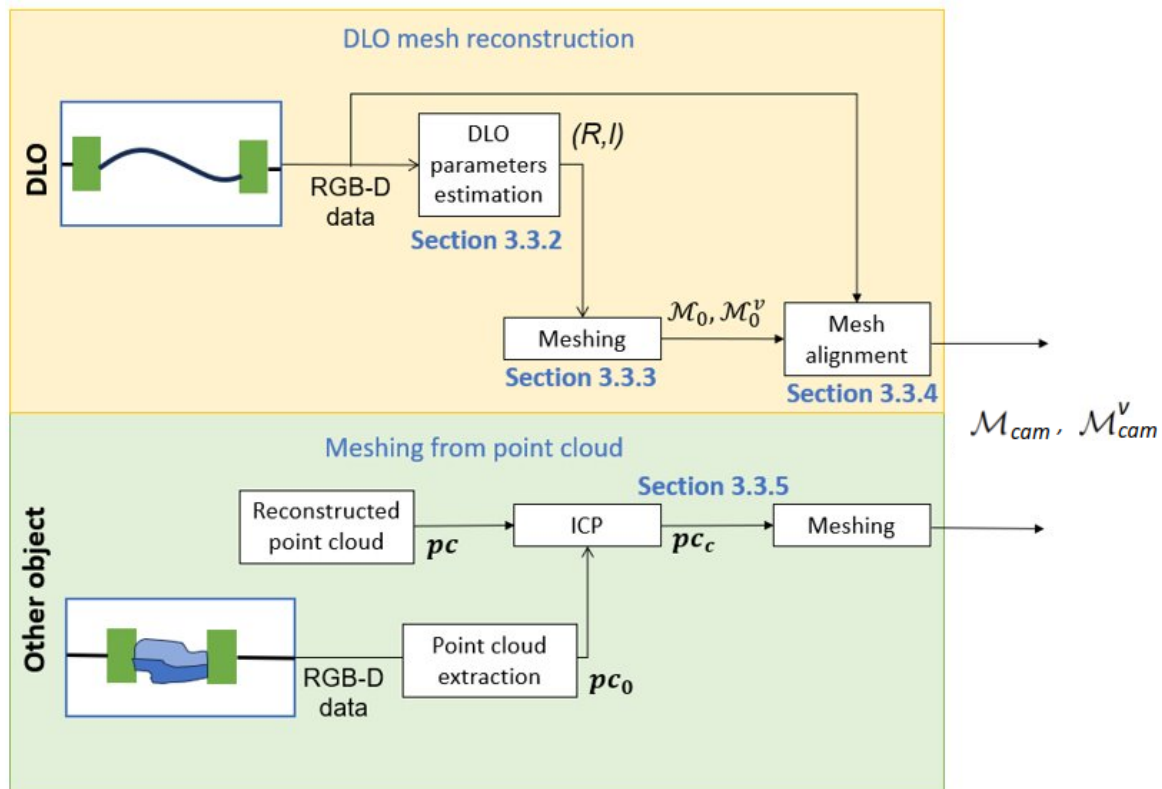 DLO mesh reconstruction
DLO
RGB-D
data
DLO
parameters
estimation
(R,l)
Section 3.3.2
Meshing
Section 3.3.3
ℳ₀, ℳ₀ᵛ
Mesh
alignment
Section 3.3.4
ℳcam , ℳᵛcam
Meshing from point cloud
Other object
Section 3.3.5
Reconstructed
point cloud
pc
ICP
pc_c
Meshing
RGB-D
data
Point cloud
extraction
pc₀